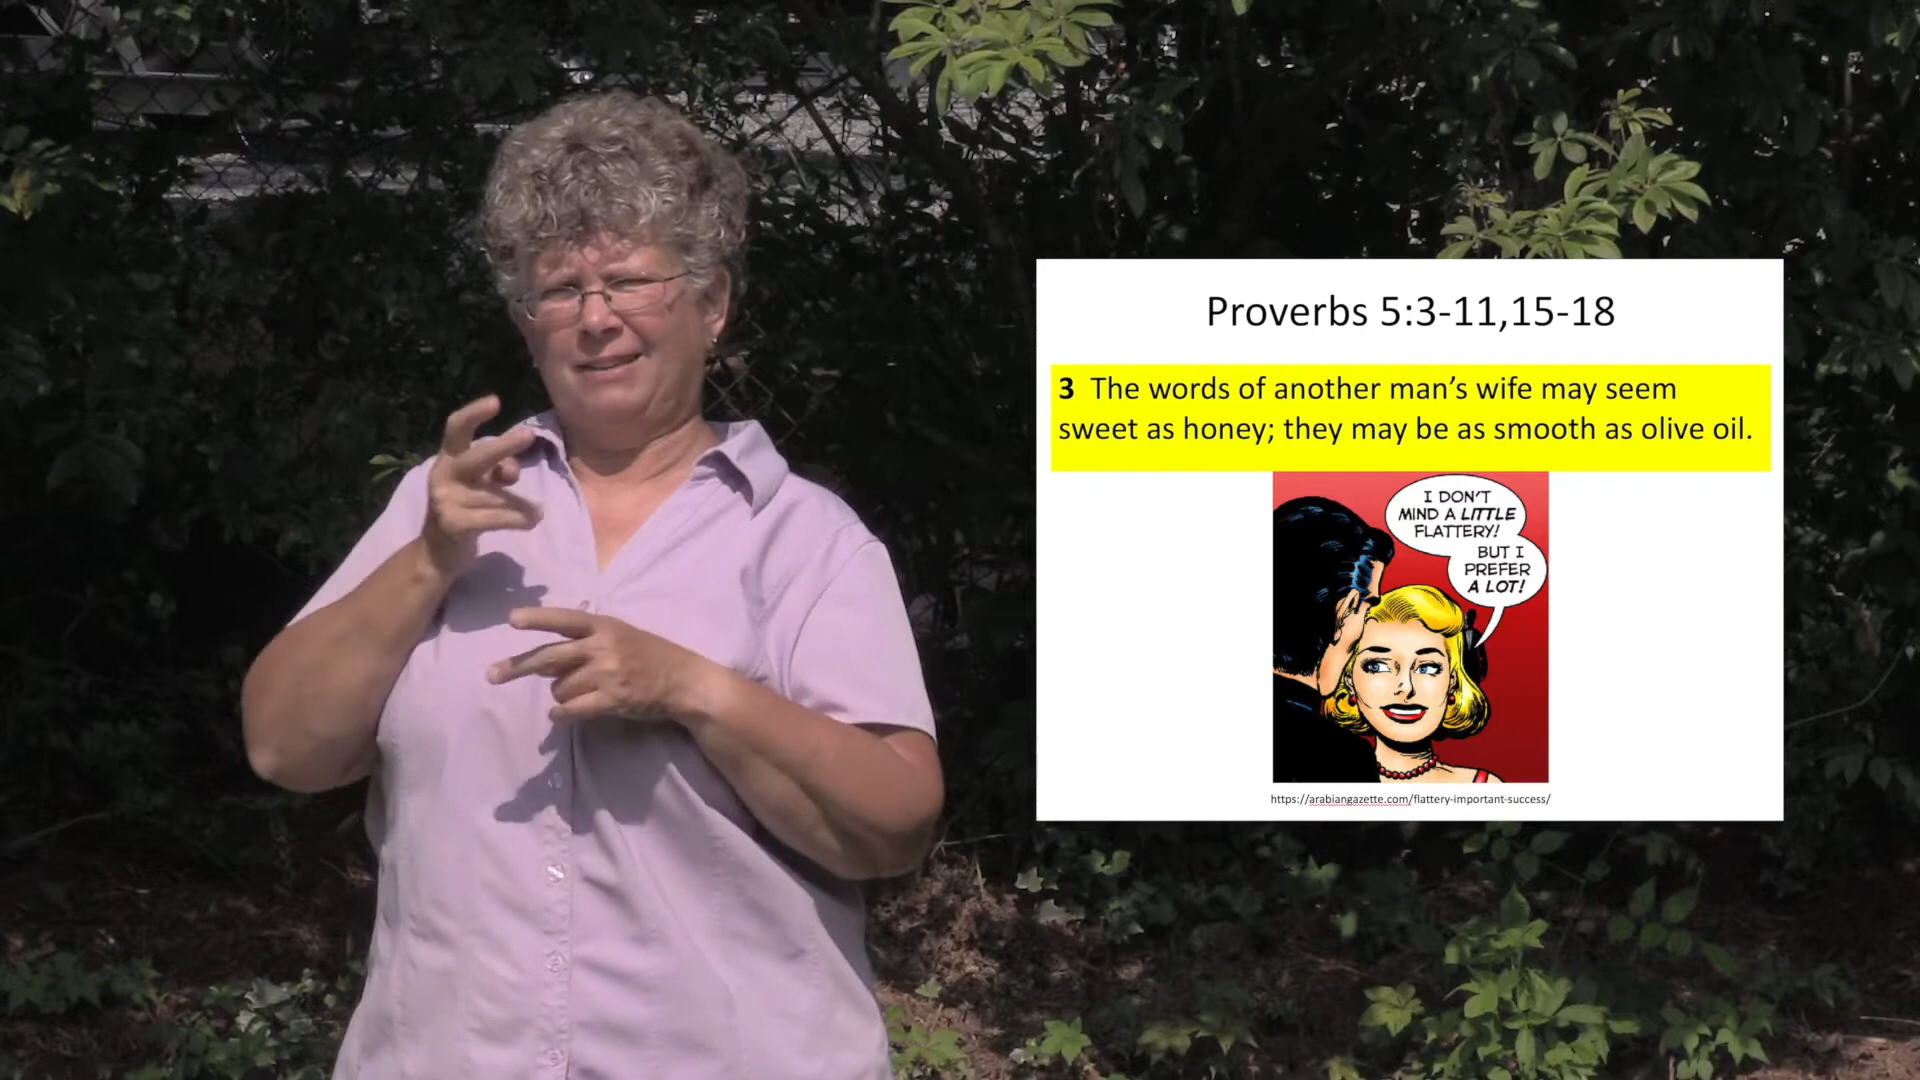 Proverbs 5:3-11,15-18
3 The words of another man’s wife may seem
sweet as honey; they may be as smooth as olive oil.
I DON'T
MIND A LITTLE
FLATTERY!
BUT I
PREFER
A LOT!
https://arabiangazette.com/flattery-important-success/